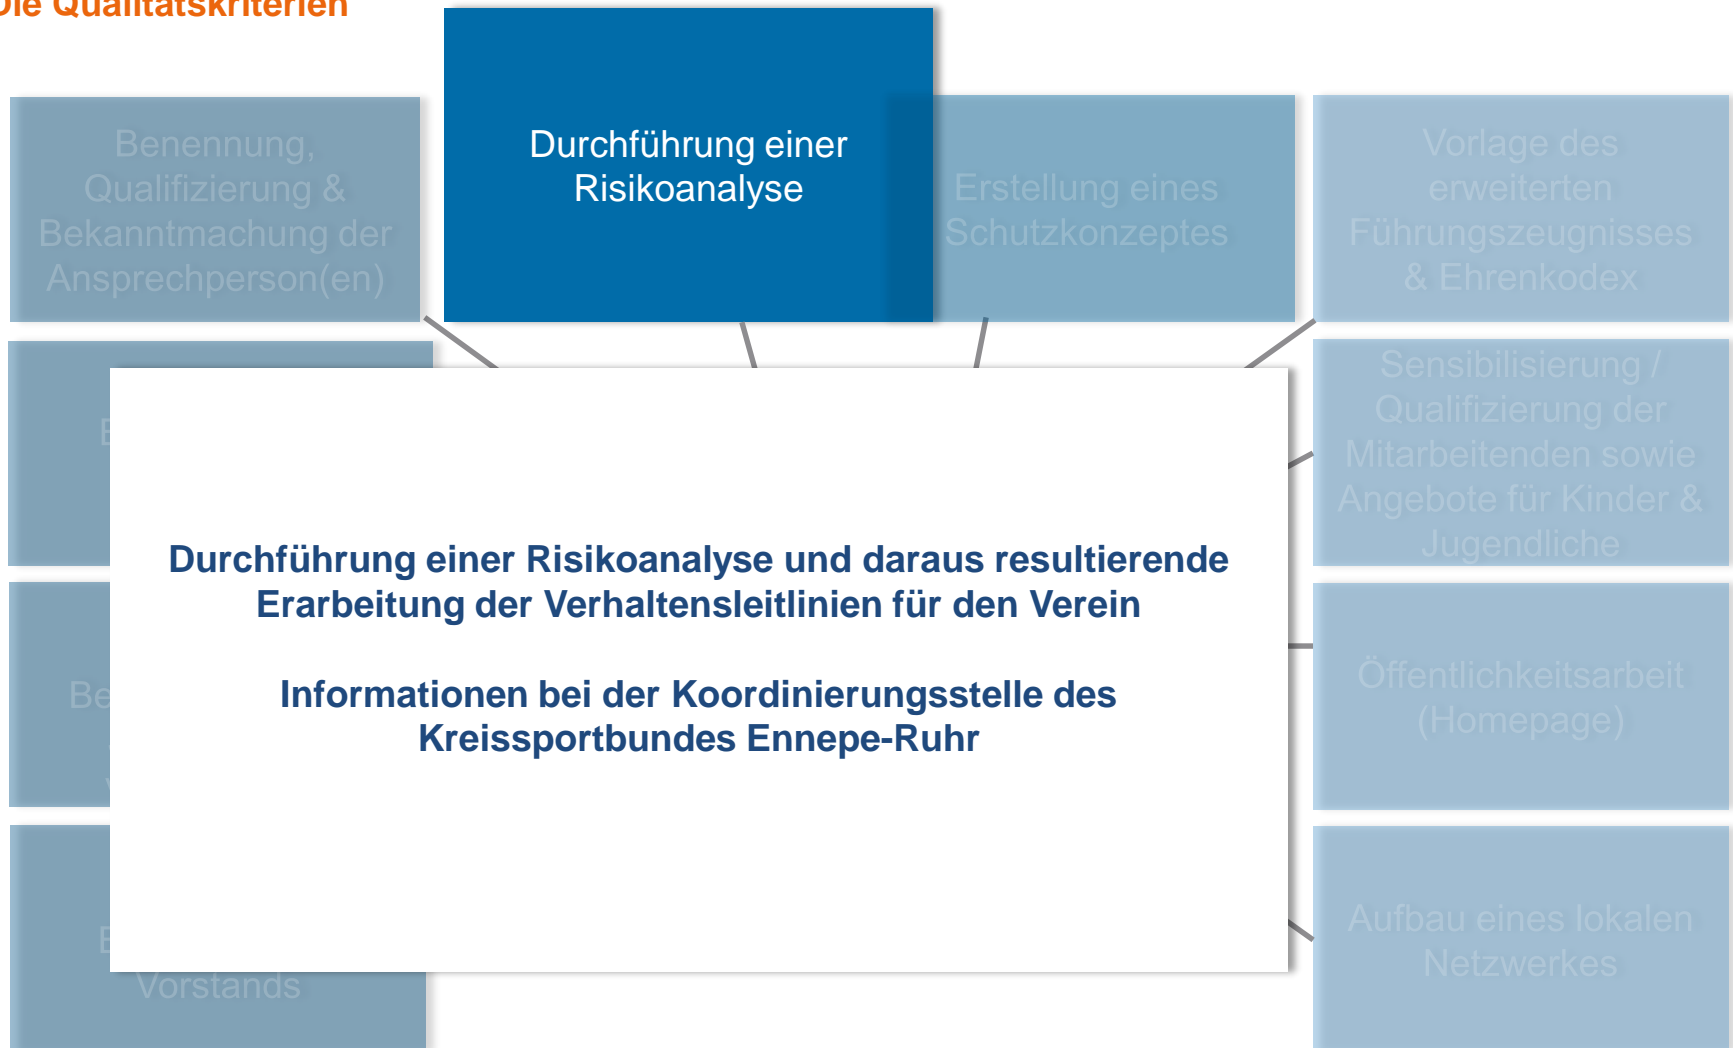 Die Qualitätskriterien
Benennung,
Qualifizierung &
Bekanntmachung der
Ansprechperson(en)
Durchführung einer
Risikoanalyse
Erstellung eines
Schutzkonzeptes
Vorlage des
erweiterten
Führungszeugnisses
& Ehrenkodex
Sensibilisierung /
Qualifizierung der
Mitarbeitenden sowie
Angebote für Kinder &
Jugendliche
Durchführung einer Risikoanalyse und daraus resultierende
Erarbeitung der Verhaltensleitlinien für den Verein
Informationen bei der Koordinierungsstelle des
Kreissportbundes Ennepe-Ruhr
Öffentlichkeitsarbeit
(Homepage)
Vorstands
Aufbau eines lokalen
Netzwerkes